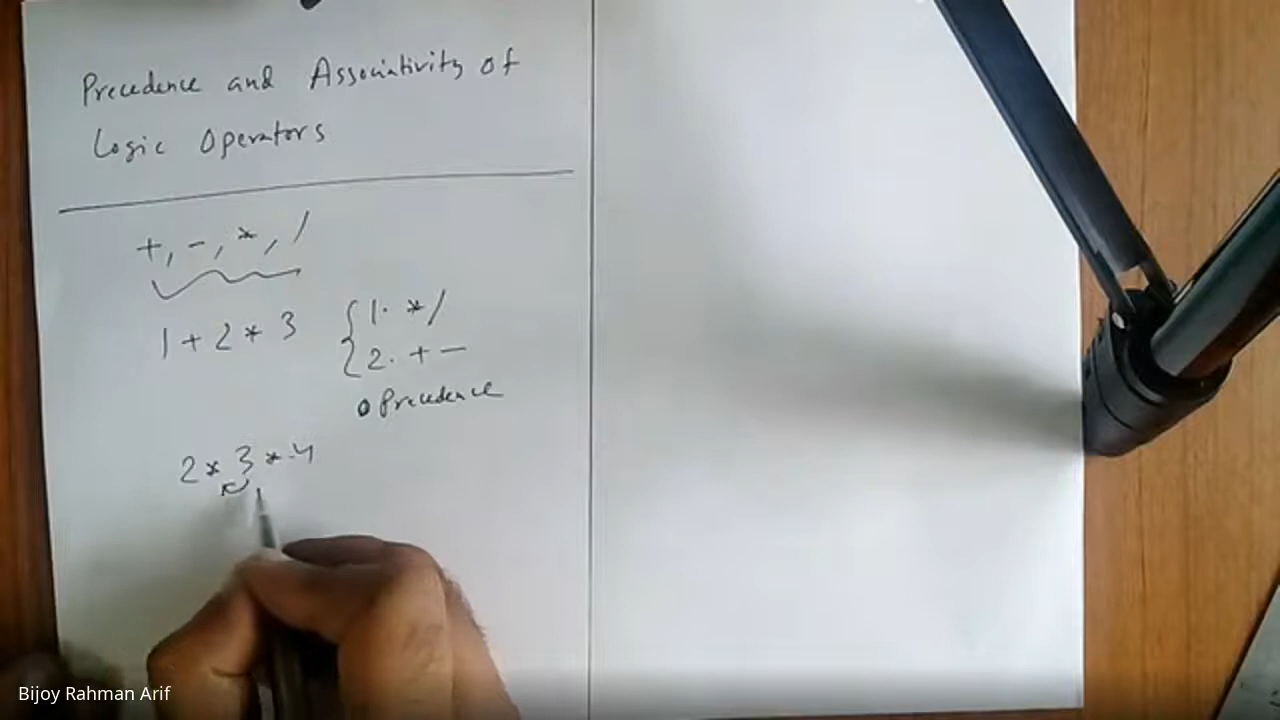 Precedence and Associativity of
Logic Operators
+, -, *, /
1 + 2 * 3
{ 1. * /
2. + -
Precedence
2 * 3 * 4
Bijoy Rahman Arif